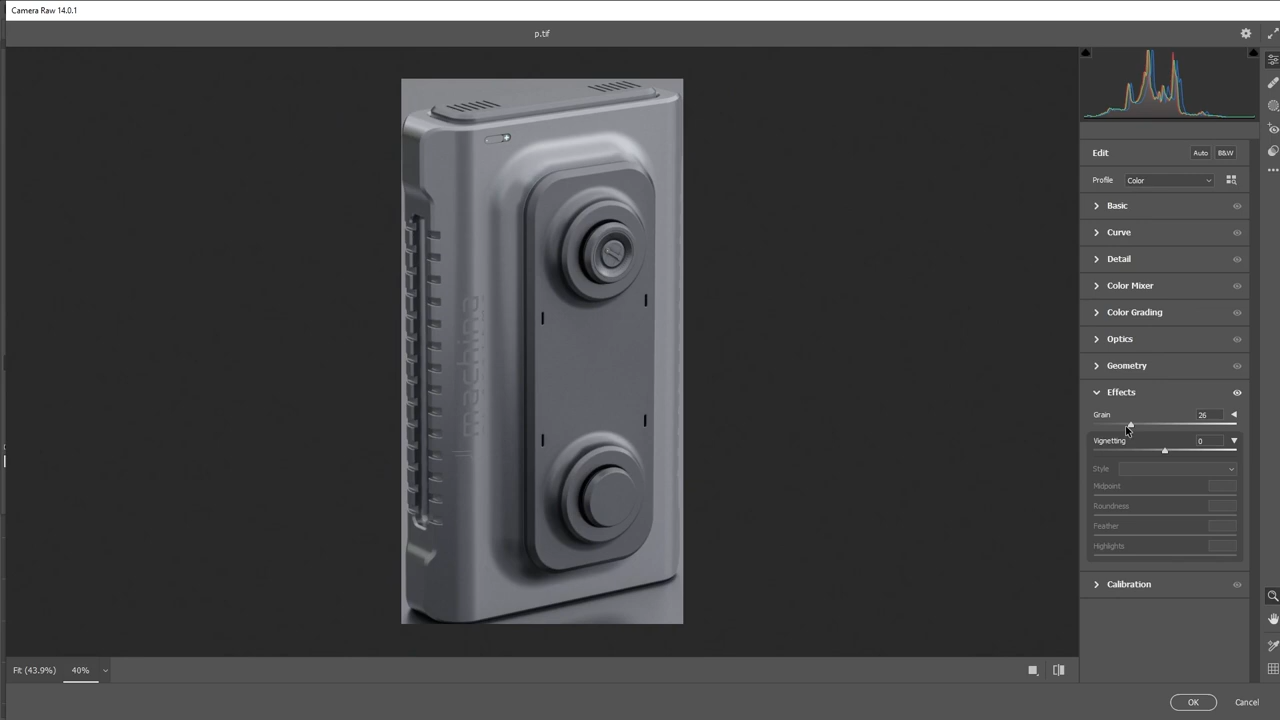 Camera Raw 14.0.1
p.tif
machina
Edit
Auto
B&W
Profile
Color
Basic
Curve
Detail
Color Mixer
Color Grading
Optics
Geometry
Effects
Grain
26
Vignetting
0
Style
Midpoint
Roundness
Feather
Highlights
Calibration
Fit (43.9%)
40%
OK
Cancel